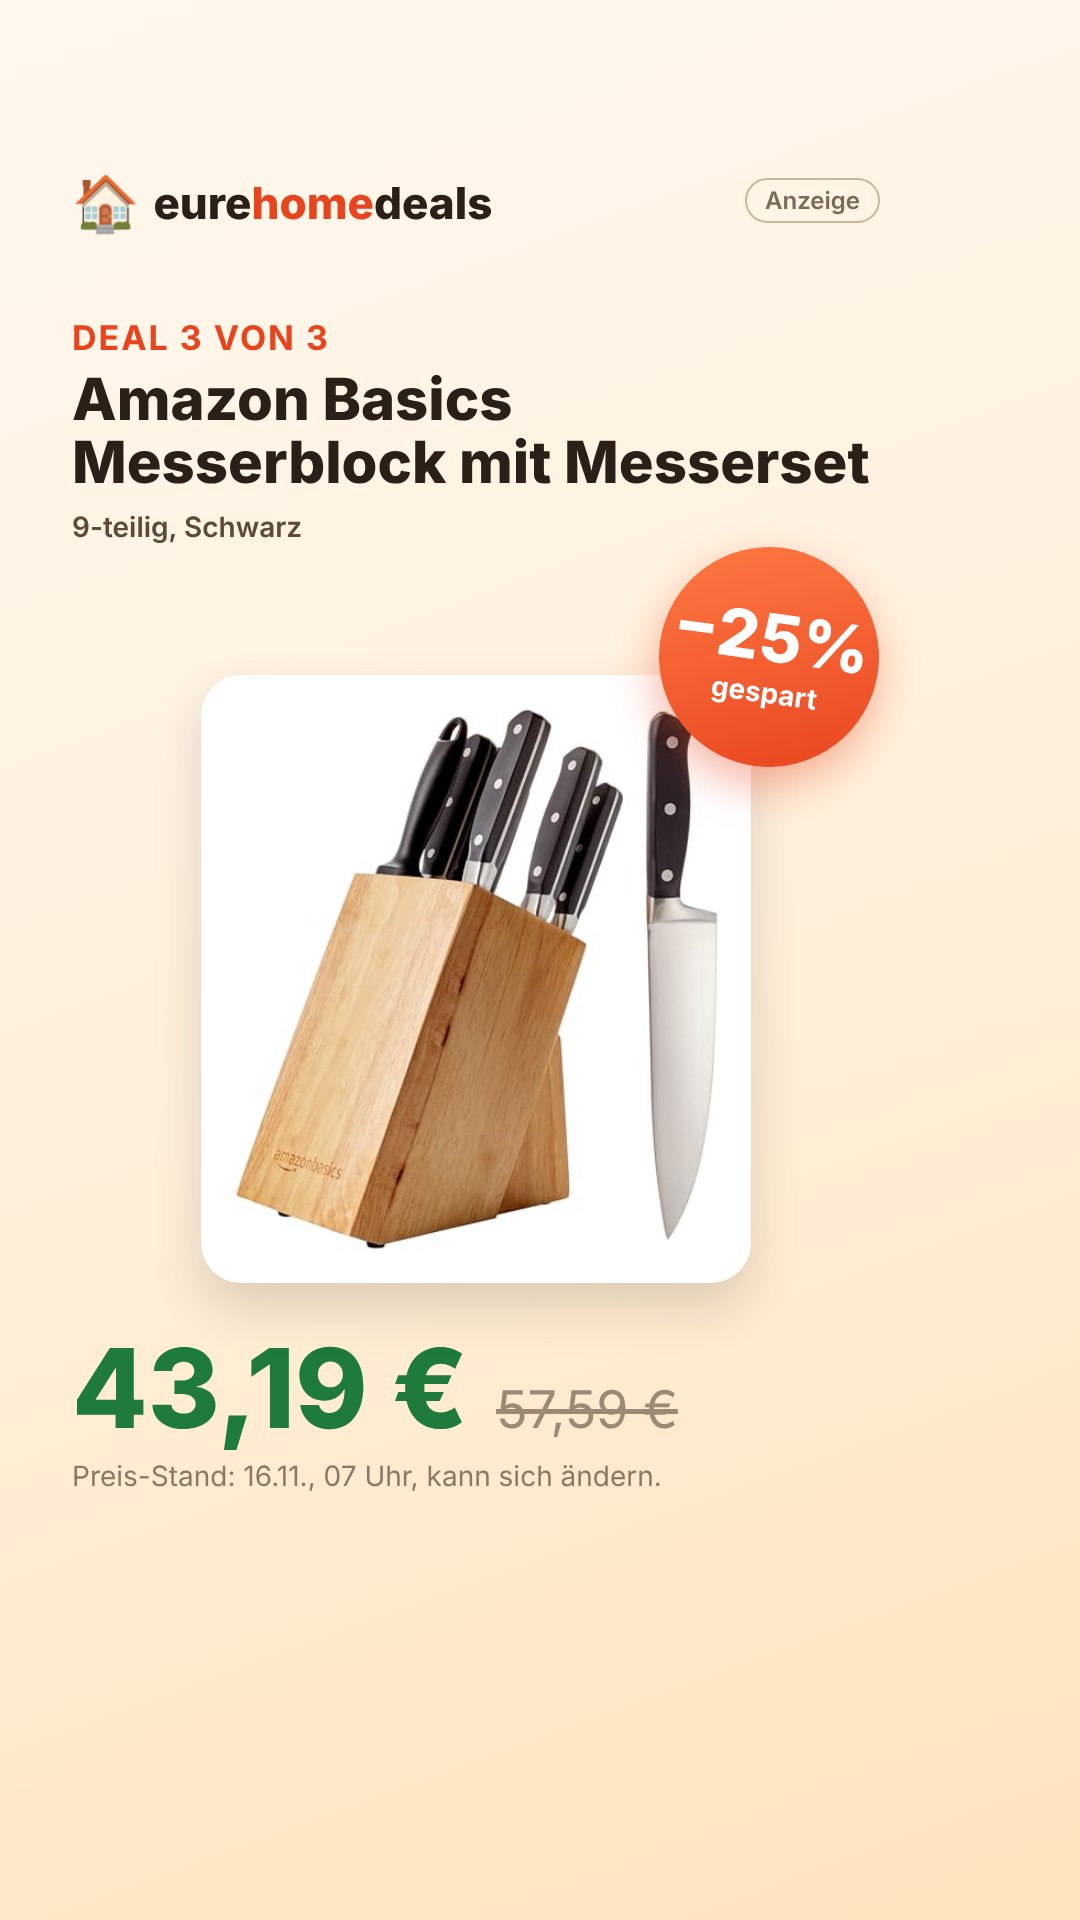 eurehomedeals
Anzeige
DEAL 3 VON 3
Amazon Basics
Messerblock mit Messerset
9-teilig, Schwarz
−25%
gespart
amazonbasics
43,19 € 57,59 €
Preis-Stand: 16.11., 07 Uhr, kann sich ändern.